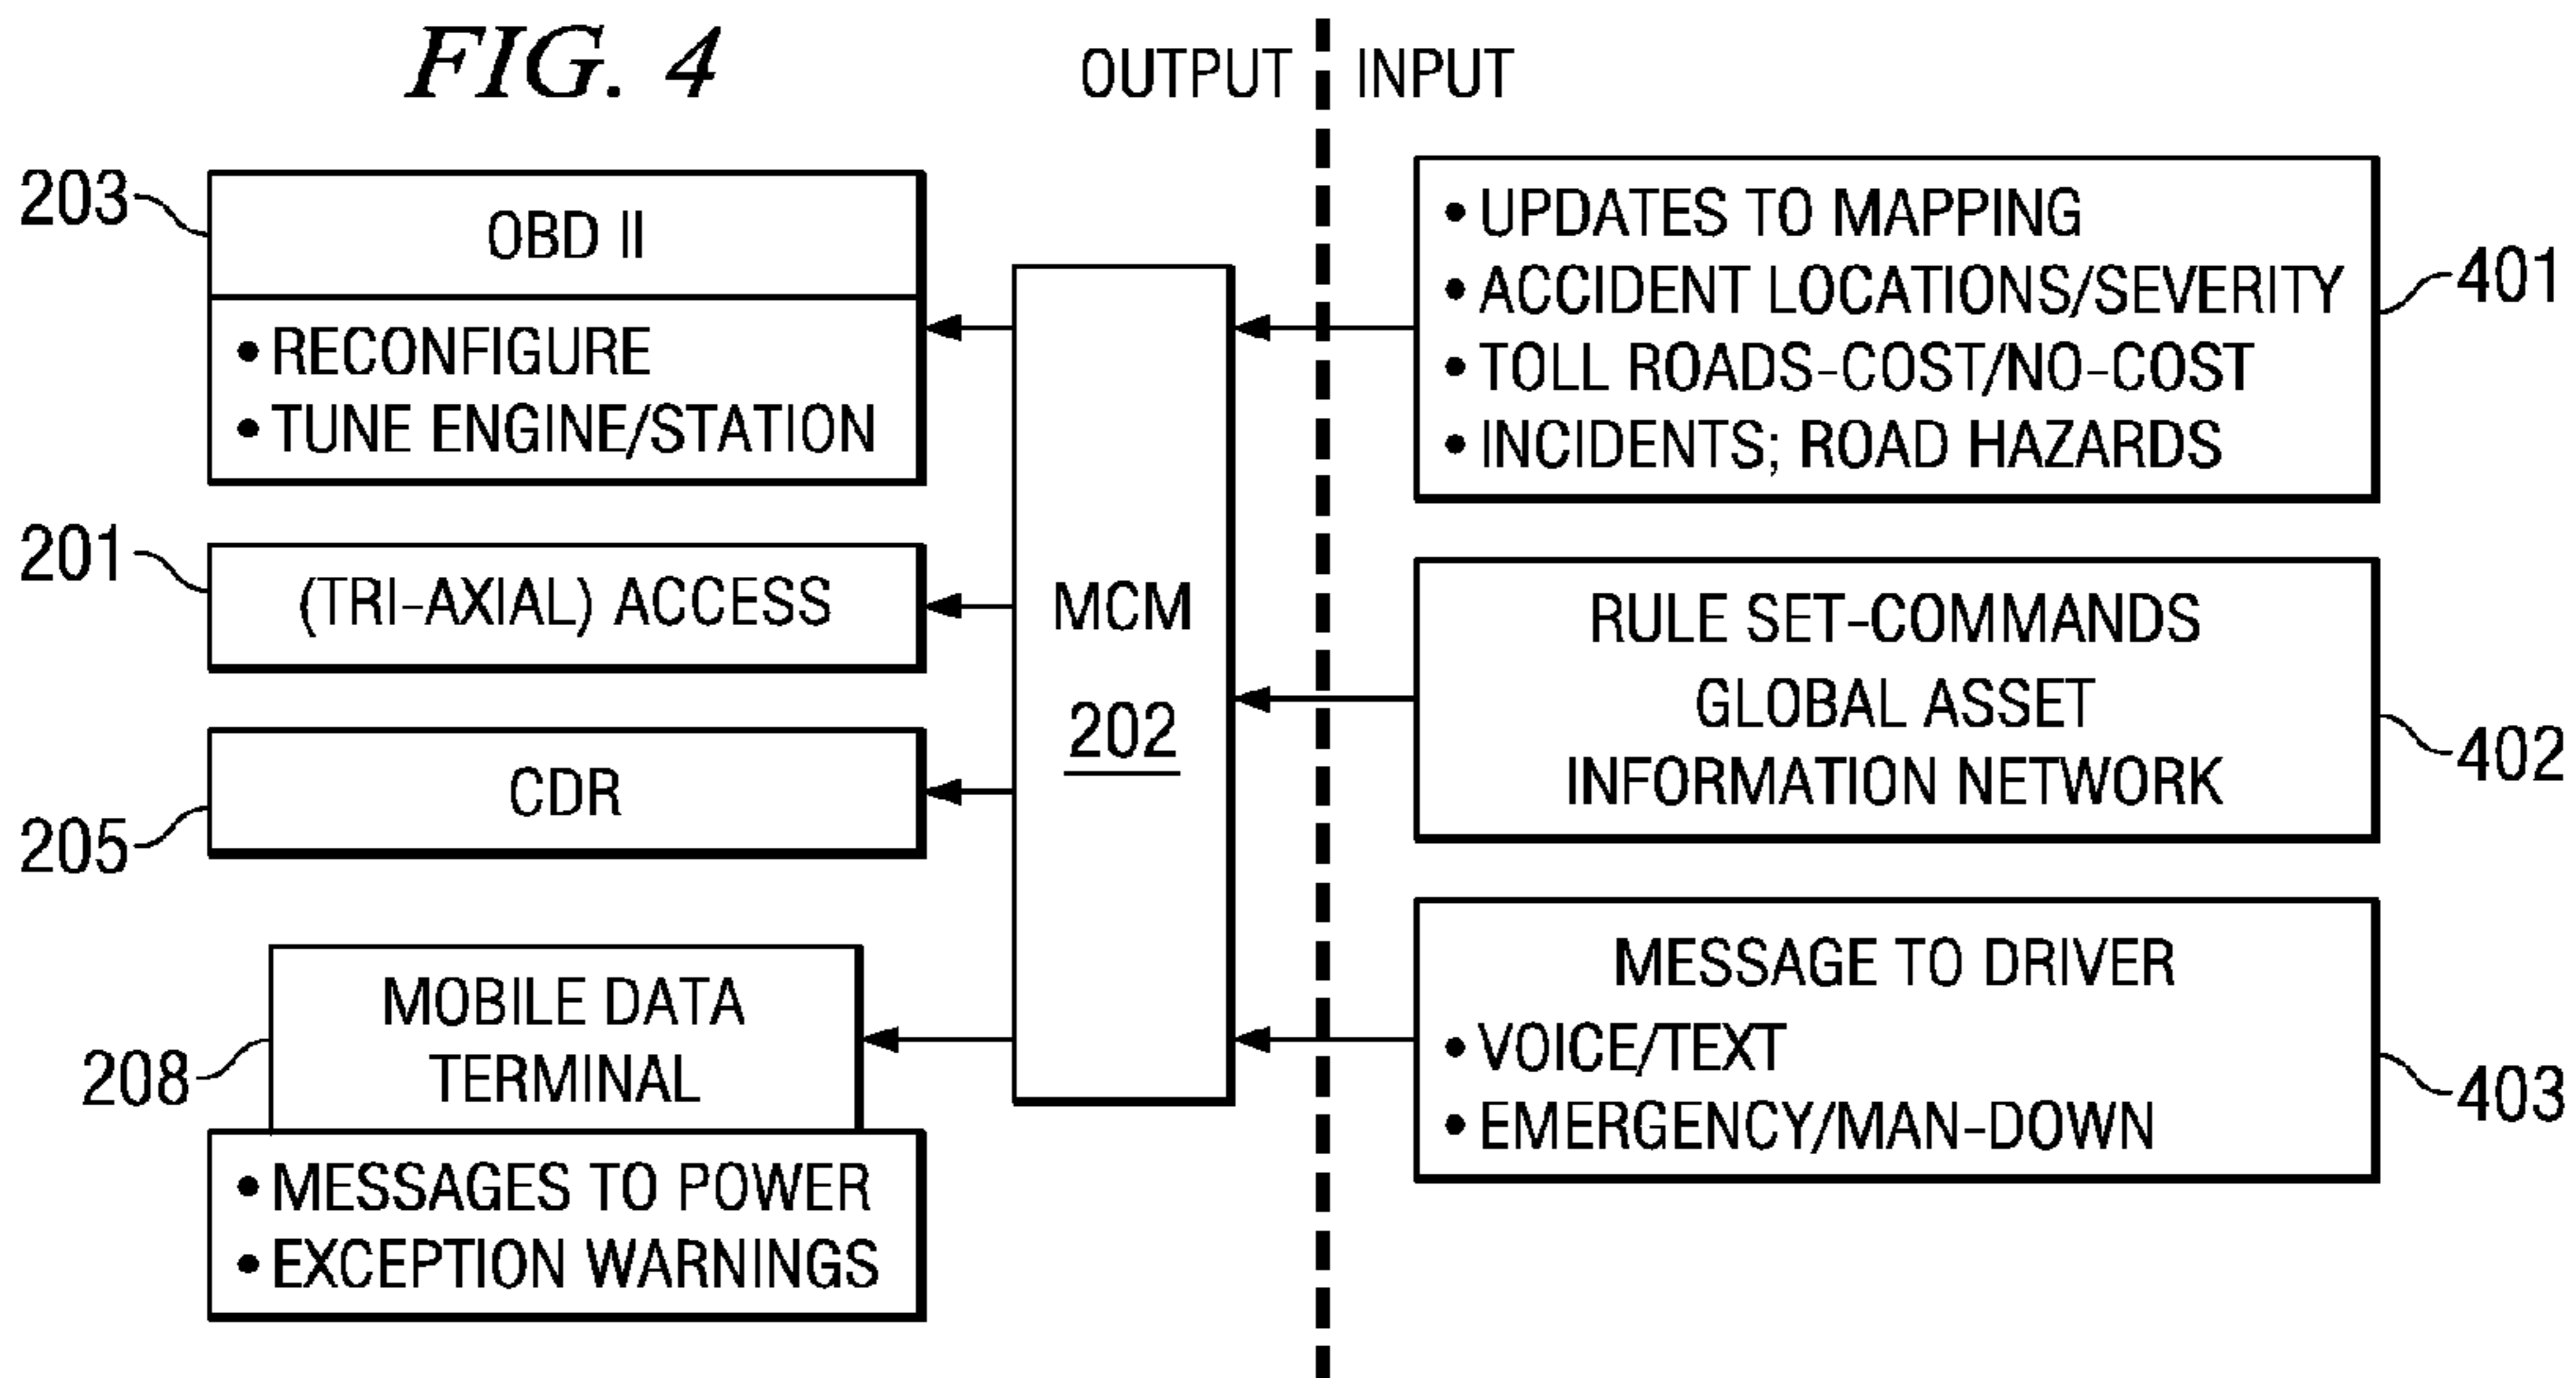 FIG. 4
OUTPUT
INPUT
203
OBD II
• RECONFIGURE
• TUNE ENGINE/STATION
201
(TRI-AXIAL) ACCESS
205
CDR
208
MOBILE DATA
TERMINAL
• MESSAGES TO POWER
• EXCEPTION WARNINGS
MCM
202
• UPDATES TO MAPPING
• ACCIDENT LOCATIONS/SEVERITY
• TOLL ROADS-COST/NO-COST
• INCIDENTS; ROAD HAZARDS
401
RULE SET-COMMANDS
GLOBAL ASSET
INFORMATION NETWORK
402
MESSAGE TO DRIVER
• VOICE/TEXT
• EMERGENCY/MAN-DOWN
403